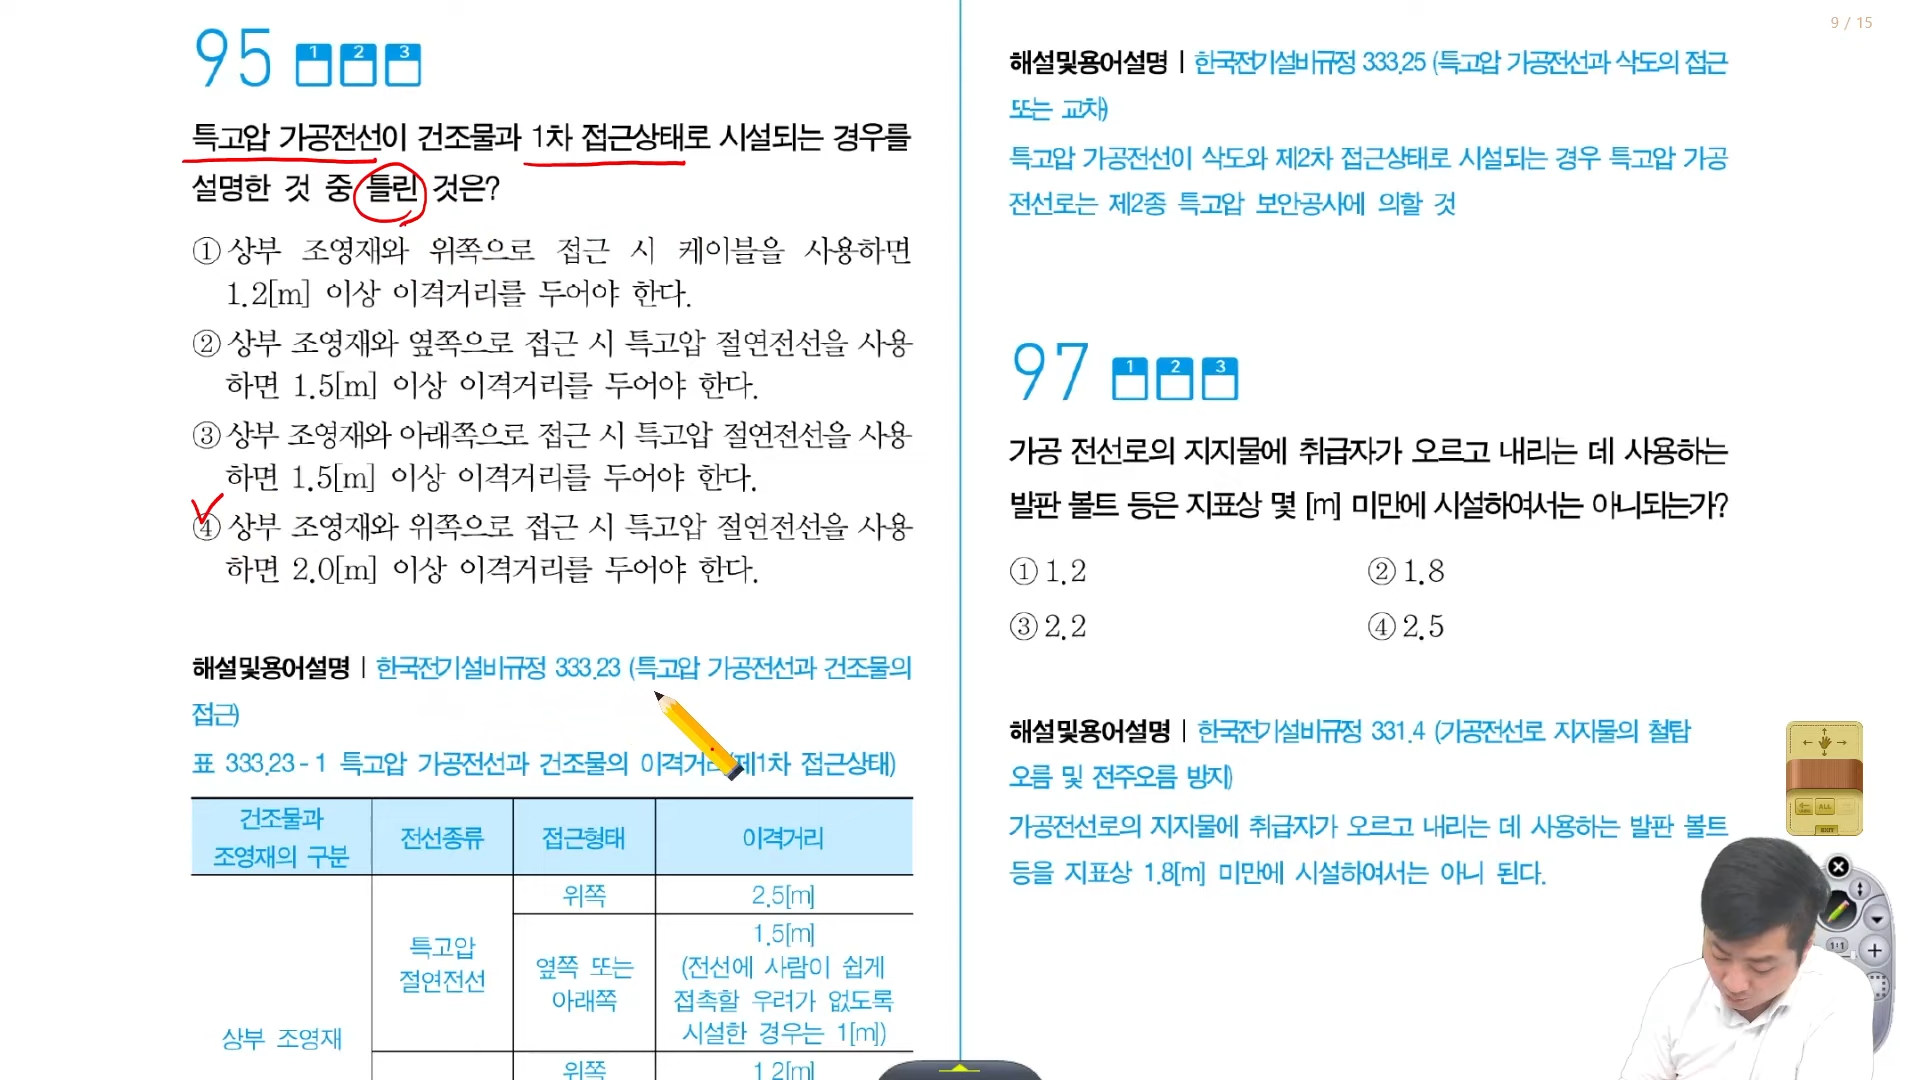 9 / 15
95 1 2 3
특고압 가공전선이 건조물과 1차 접근상태로 시설되는 경우를
설명한 것 중 틀린 것은?
① 상부 조영재와 위쪽으로 접근 시 케이블을 사용하면
1.2[m] 이상 이격거리를 두어야 한다.
② 상부 조영재와 옆쪽으로 접근 시 특고압 절연전선을 사용
하면 1.5[m] 이상 이격거리를 두어야 한다.
③ 상부 조영재와 아래쪽으로 접근 시 특고압 절연전선을 사용
하면 1.5[m] 이상 이격거리를 두어야 한다.
④ 상부 조영재와 위쪽으로 접근 시 특고압 절연전선을 사용
하면 2.0[m] 이상 이격거리를 두어야 한다.
해설및용어설명 | 한국전기설비규정 333.23 (특고압 가공전선과 건조물의
접근)
표 333.23-1 특고압 가공전선과 건조물의 이격거 (제1차 접근상태)
건조물과
조영재의 구분
전선종류
접근형태
이격거리
상부 조영재
특고압
절연전선
위쪽
2.5[m]
옆쪽 또는
아래쪽
1.5[m]
(전선에 사람이 쉽게
접촉할 우려가 없도록
시설한 경우는 1[m])
위쪽
1.2[m]
해설및용어설명 | 한국전기설비규정 333.25 (특고압 가공전선과 삭도의 접근
또는 교차)
특고압 가공전선이 삭도와 제2차 접근상태로 시설되는 경우 특고압 가공
전선로는 제2종 특고압 보안공사에 의할 것
97 1 2 3
가공 전선로의 지지물에 취급자가 오르고 내리는 데 사용하는
발판 볼트 등은 지표상 몇 [m] 미만에 시설하여서는 아니되는가?
① 1.2 ② 1.8
③ 2.2 ④ 2.5
해설및용어설명 | 한국전기설비규정 331.4 (가공전선로 지지물의 철탑
오름 및 전주오름 방지)
가공전선로의 지지물에 취급자가 오르고 내리는 데 사용하는 발판 볼트
등을 지표상 1.8[m] 미만에 시설하여서는 아니 된다.
ALL
EXIT
1:1